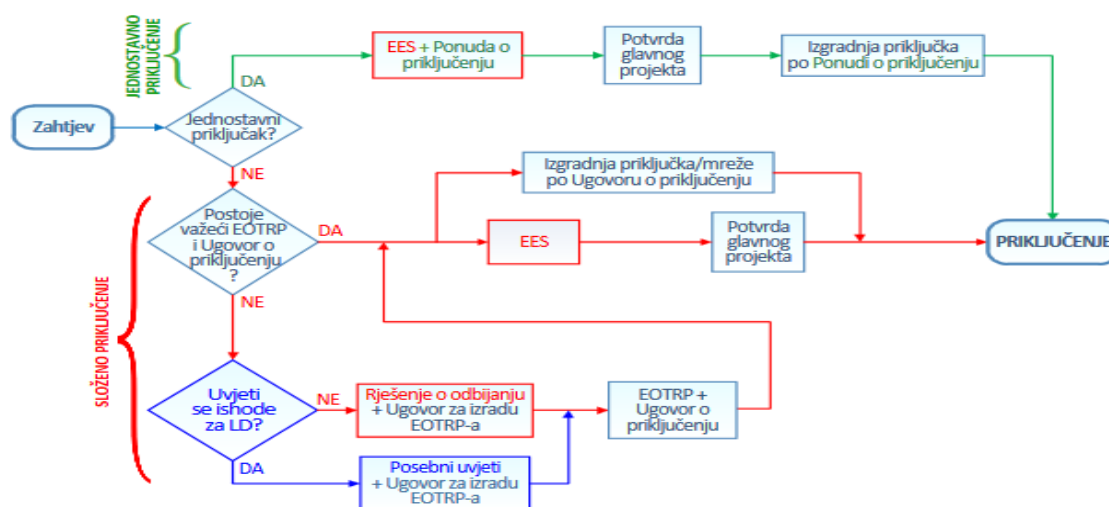 JEDNOSTAVNO
PRIKLJUČENJE
DA
EES + Ponuda o
priključenju
Potvrda
glavnog
projekta
Izgradnja priključka
po Ponudi o priključenju
Zahtjev
Jednostavni
priključak?
NE
Izgradnja priključka/mreže
po Ugovoru o priključenju
Postoje
važeći EOTRP
i Ugovor o
priključenju
?
DA
EES
Potvrda
glavnog
projekta
PRIKLJUČENJE
NE
SLOŽENO PRIKLJUČENJE
Uvjeti
se ishode
za LD?
NE
Rješenje o odbijanju
+ Ugovor za izradu
EOTRP-a
EOTRP +
Ugovor o
priključenju
DA
Posebni uvjeti
+ Ugovor za izradu
EOTRP-a